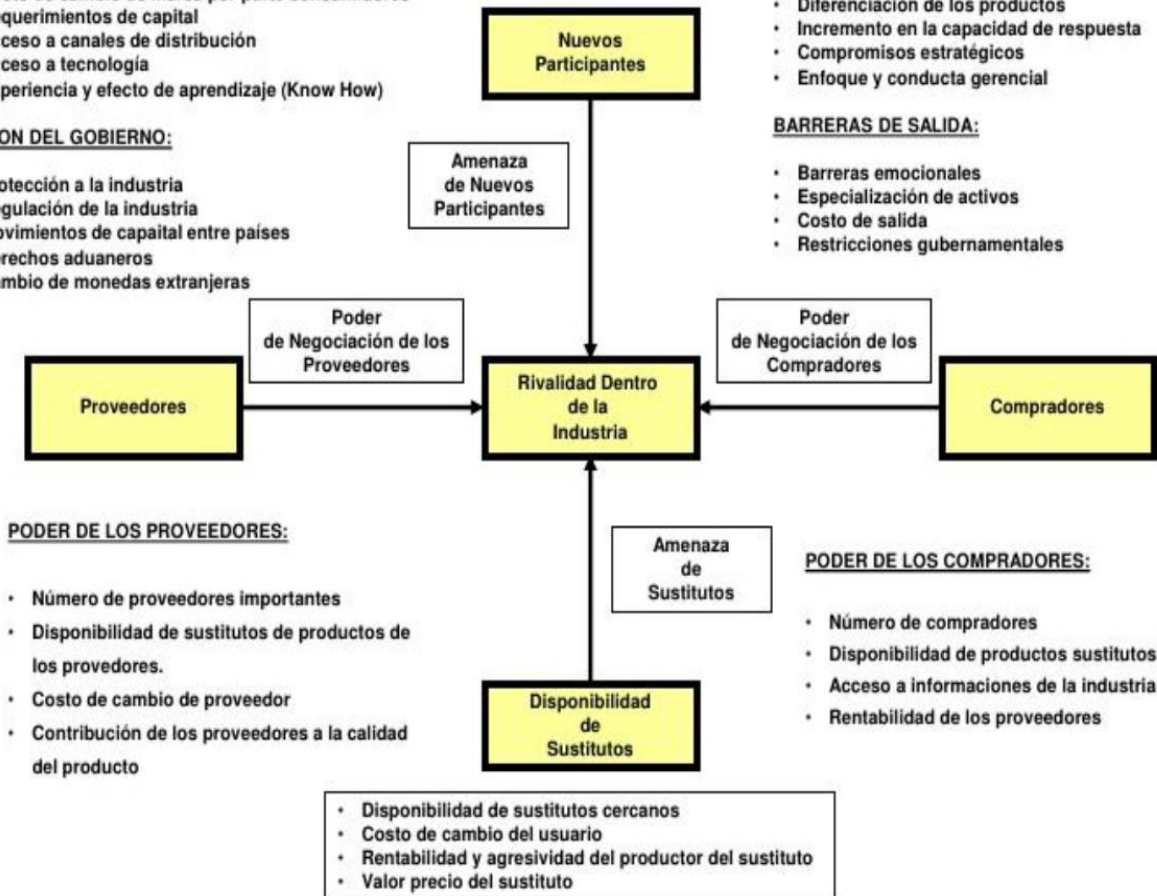 querimientos de capital
ceso a canales de distribución
ceso a tecnología
periencia y efecto de aprendizaje (Know How)
ON DEL GOBIERNO:
otección a la industria
gulación de la industria
ovimientos de capaital entre países
rechos aduaneros
mbio de monedas extranjeras
Nuevos
Participantes
Amenaza
de Nuevos
Participantes
· Diferenciación de los productos
· Incremento en la capacidad de respuesta
· Compromisos estratégicos
· Enfoque y conducta gerencial
BARRERAS DE SALIDA:
· Barreras emocionales
· Especialización de activos
· Costo de salida
· Restricciones gubernamentales
Poder
de Negociación de los
Proveedores
Poder
de Negociación de los
Compradores
Proveedores
Rivalidad Dentro
de la
Industria
Compradores
PODER DE LOS PROVEEDORES:
· Número de proveedores importantes
· Disponibilidad de sustitutos de productos de
los provedores.
· Costo de cambio de proveedor
· Contribución de los proveedores a la calidad
del producto
Amenaza
de
Sustitutos
PODER DE LOS COMPRADORES:
· Número de compradores
· Disponibilidad de productos sustitutos
· Acceso a informaciones de la industria
· Rentabilidad de los proveedores
Disponibilidad
de
Sustitutos
· Disponibilidad de sustitutos cercanos
· Costo de cambio del usuario
· Rentabilidad y agresividad del productor del sustituto
· Valor precio del sustituto